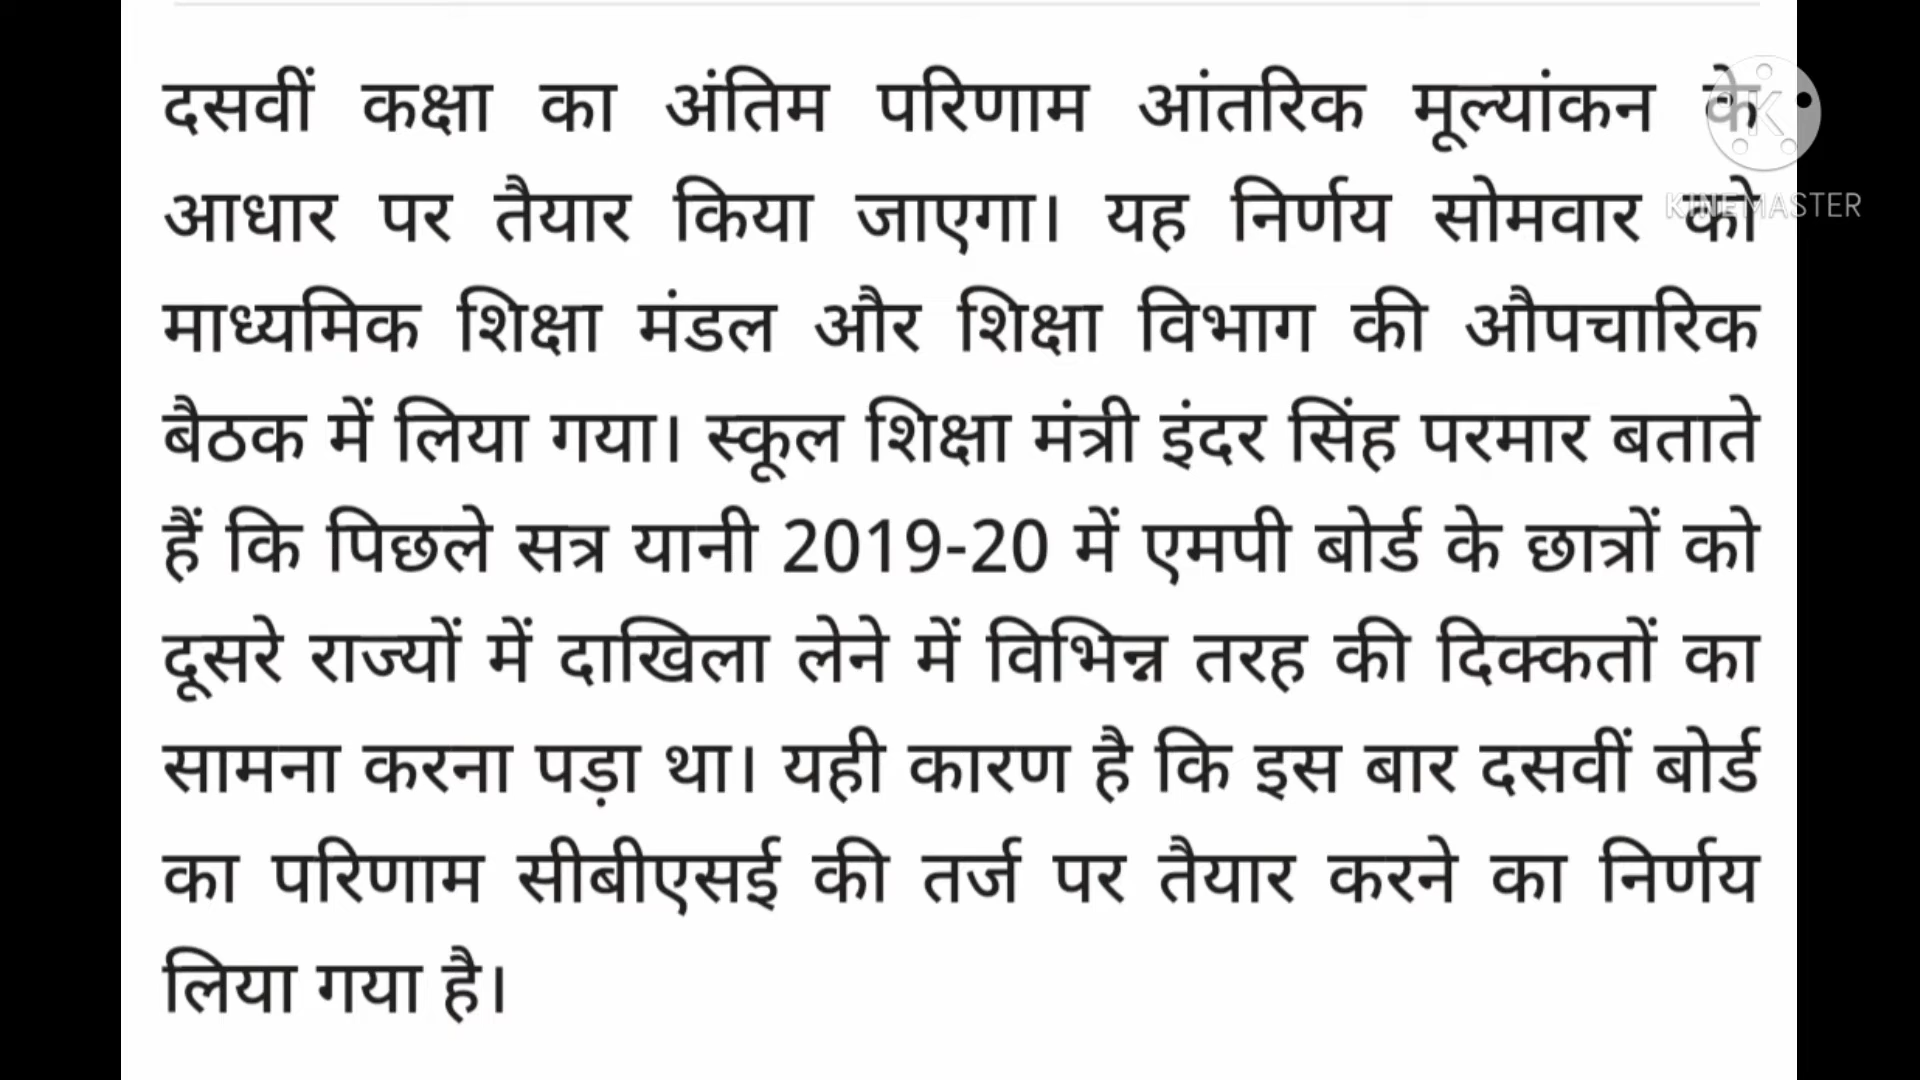 दसवीं कक्षा का अंतिम परिणाम आंतरिक मूल्यांकन के
आधार पर तैयार किया जाएगा। यह निर्णय सोमवार को
माध्यमिक शिक्षा मंडल और शिक्षा विभाग की औपचारिक
बैठक में लिया गया। स्कूल शिक्षा मंत्री इंदर सिंह परमार बताते
हैं कि पिछले सत्र यानी 2019-20 में एमपी बोर्ड के छात्रों को
दूसरे राज्यों में दाखिला लेने में विभिन्न तरह की दिक्कतों का
सामना करना पड़ा था। यही कारण है कि इस बार दसवीं बोर्ड
का परिणाम सीबीएसई की तर्ज पर तैयार करने का निर्णय
लिया गया है।
K
KINEMASTER